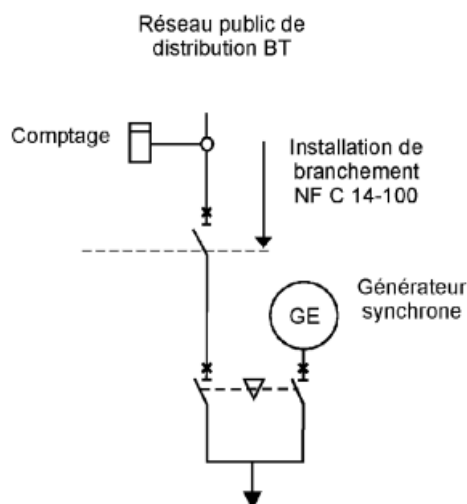 Réseau public de
distribution BT
Comptage
Installation de
branchement
NF C 14-100
Générateur
synchrone
GE